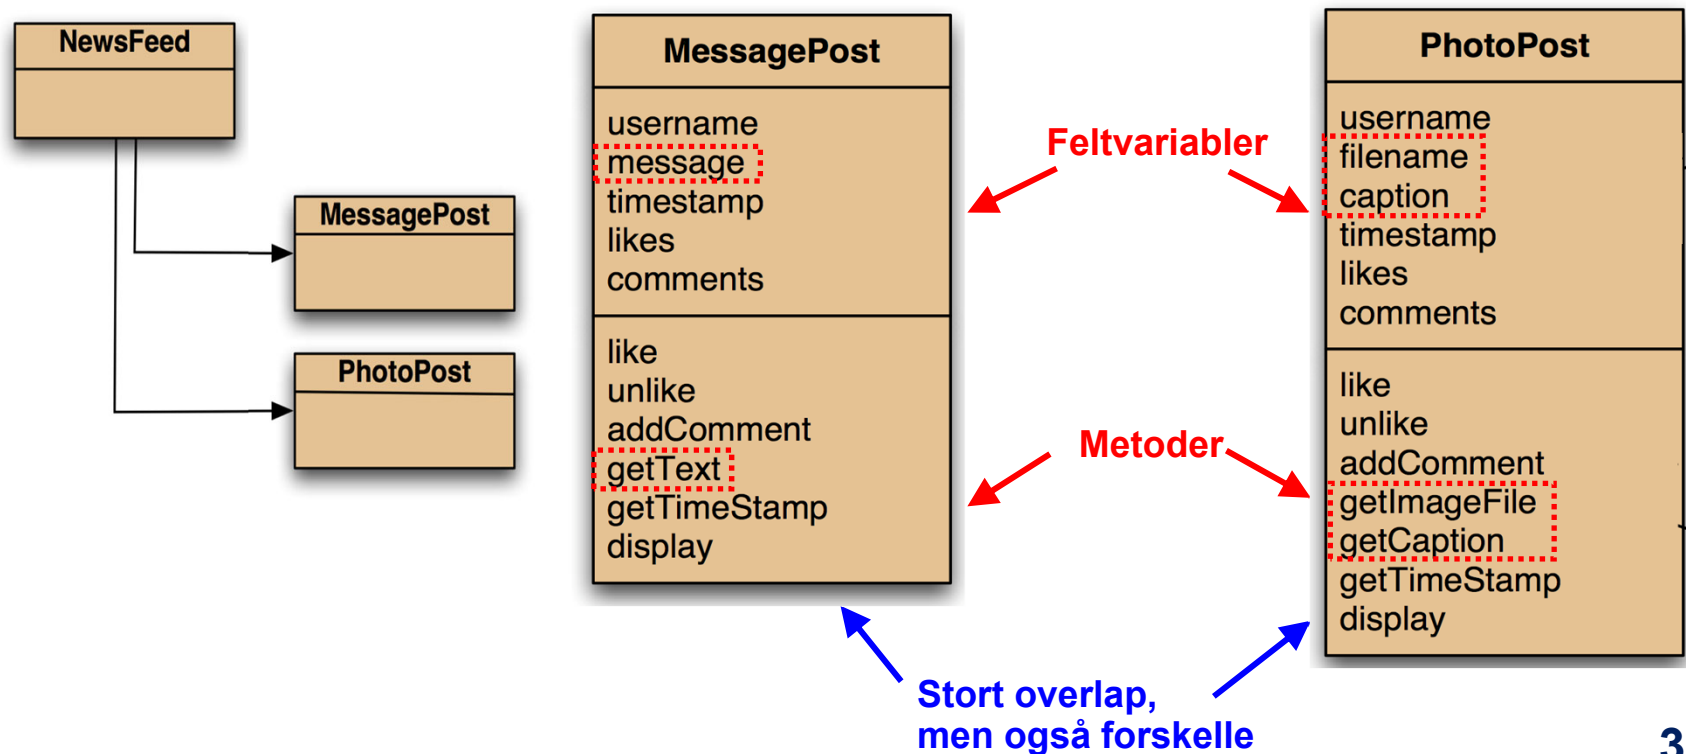 NewsFeed
MessagePost
PhotoPost
MessagePost
username
message
timestamp
likes
comments
like
unlike
addComment
getText
getTimeStamp
display
Feltvariabler
Metoder
PhotoPost
username
filename
caption
timestamp
likes
comments
like
unlike
addComment
getImageFile
getCaption
getTimeStamp
display
Stort overlap,
men også forskelle
3